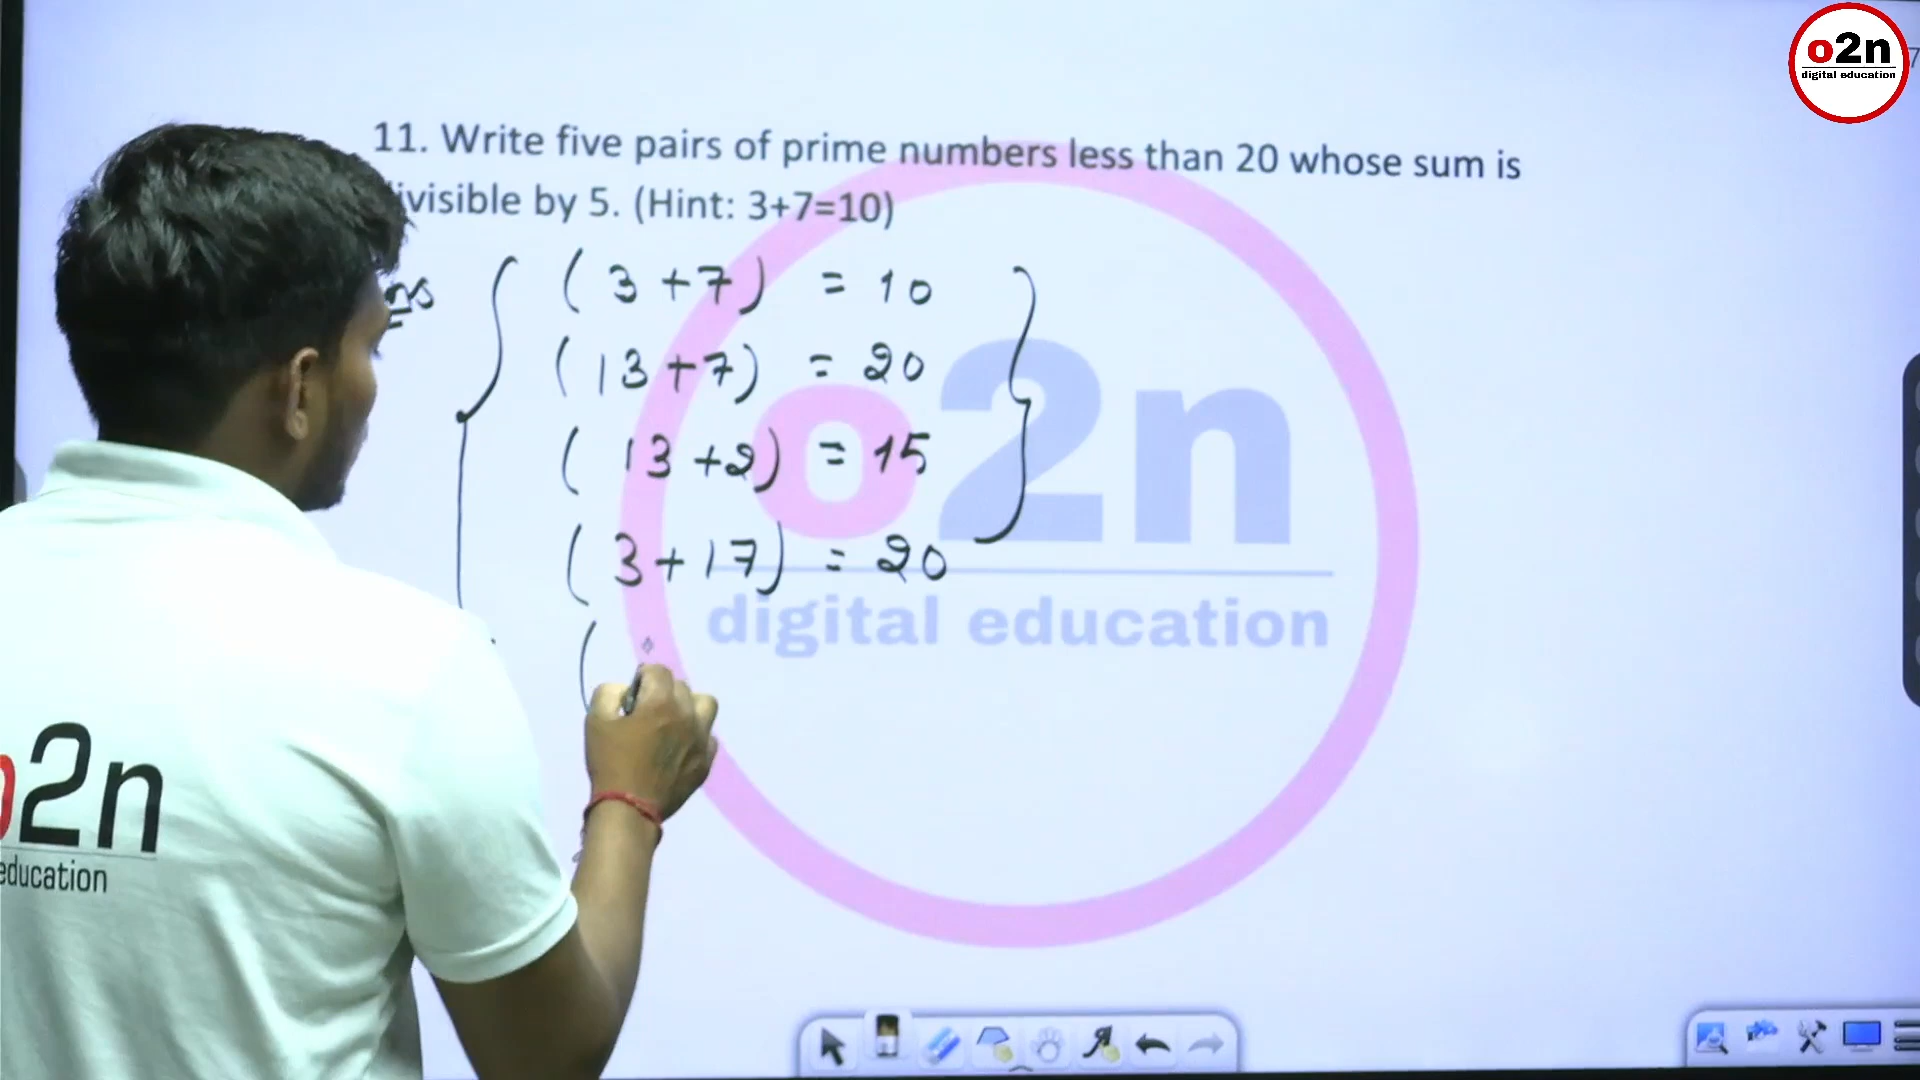 o2n
digital education
11. Write five pairs of prime numbers less than 20 whose sum is
ivisible by 5. (Hint: 3+7=10)
ns
( 3 + 7 ) = 10
( 13 + 7 ) = 20
( 13 + 2 ) = 15
( 3 + 17 ) = 20
(
o2n
digital education
o2n
education